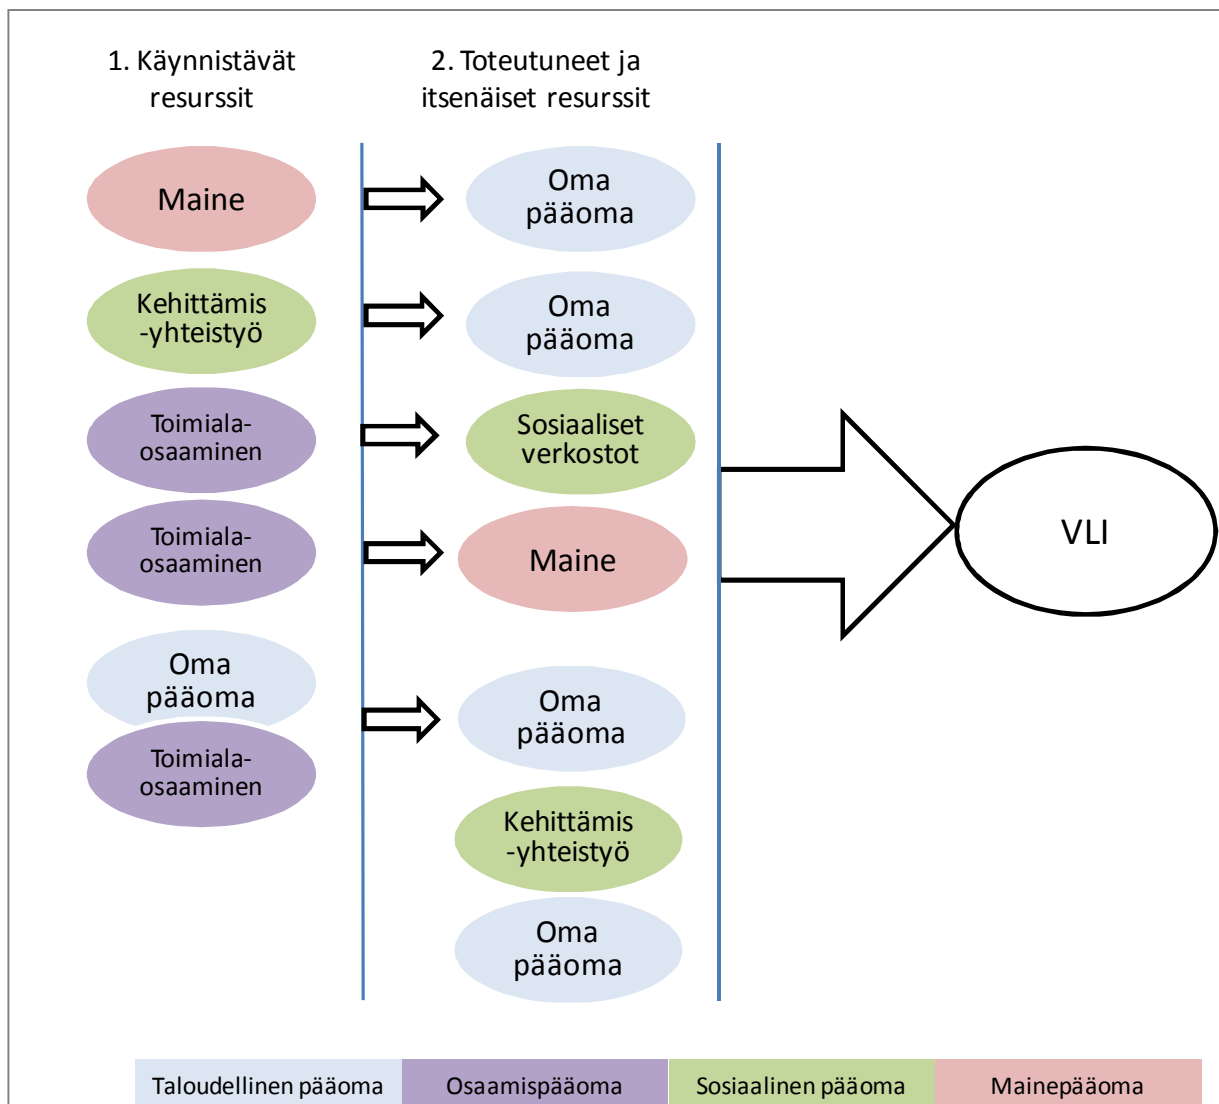 1. Käynnistävät
resurssit
2. Toteutuneet ja
itsenäiset resurssit
Maine
Oma
pääoma
Kehittämis
-yhteistyö
Oma
pääoma
Toimiala-
osaaminen
Sosiaaliset
verkostot
Toimiala-
osaaminen
Maine
Oma
pääoma
Toimiala-
osaaminen
Oma
pääoma
Kehittämis
-yhteistyö
Oma
pääoma
VLI
Taloudellinen pääoma
Osaamispääoma
Sosiaalinen pääoma
Mainepääoma